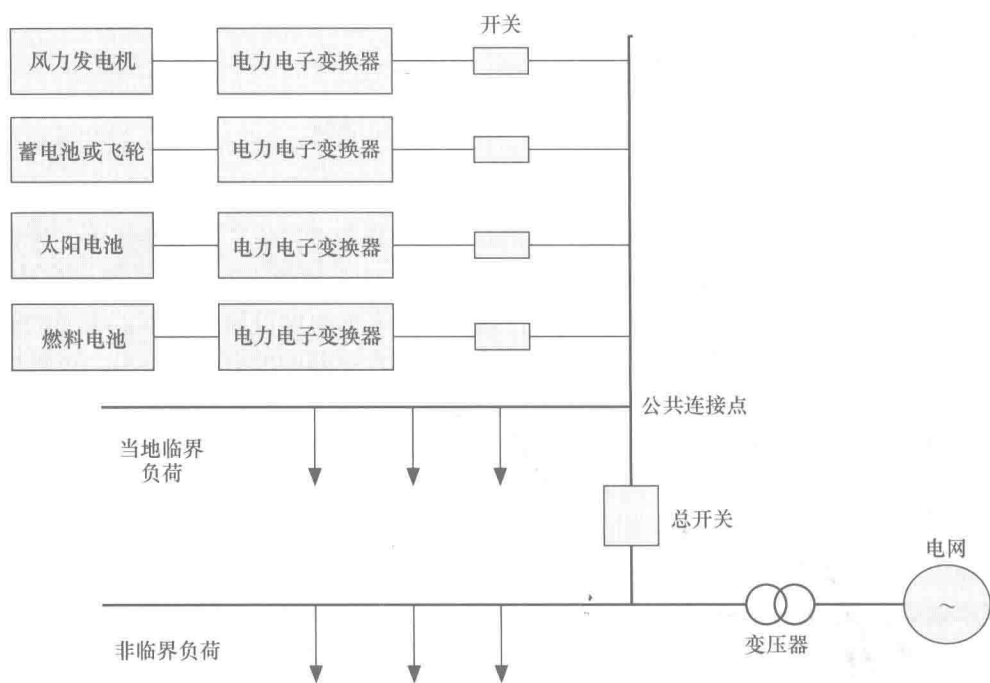 开关
风力发电机
电力电子变换器
蓄电池或飞轮
电力电子变换器
太阳电池
电力电子变换器
燃料电池
电力电子变换器
公共连接点
当地临界
负荷
总开关
电网
~
变压器
非临界负荷